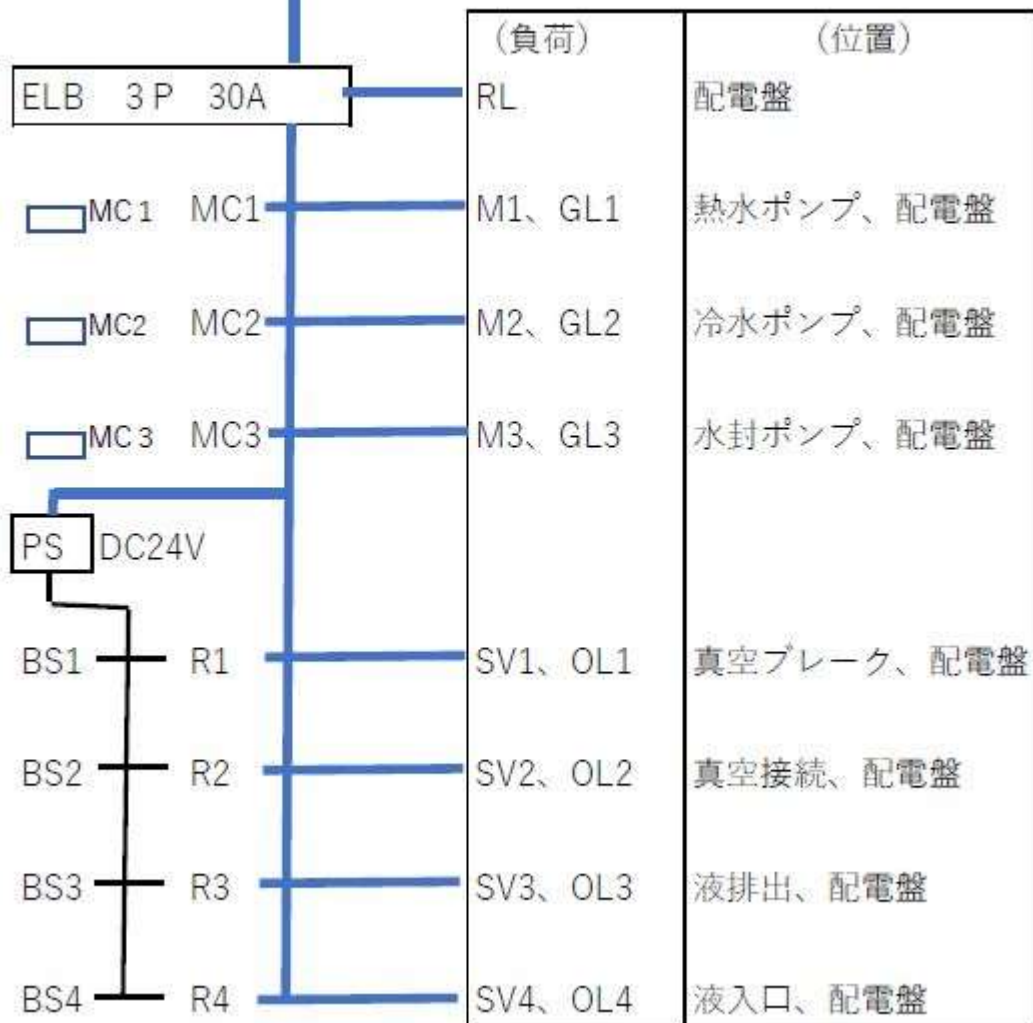 （負荷） （位置）
ELB 3P 30A RL 配電盤
MC1 MC1 M1、GL1 熱水ポンプ、配電盤
MC2 MC2 M2、GL2 冷水ポンプ、配電盤
MC3 MC3 M3、GL3 水封ポンプ、配電盤
PS DC24V
BS1 R1 SV1、OL1 真空ブレーク、配電盤
BS2 R2 SV2、OL2 真空接続、配電盤
BS3 R3 SV3、OL3 液排出、配電盤
BS4 R4 SV4、OL4 液入口、配電盤